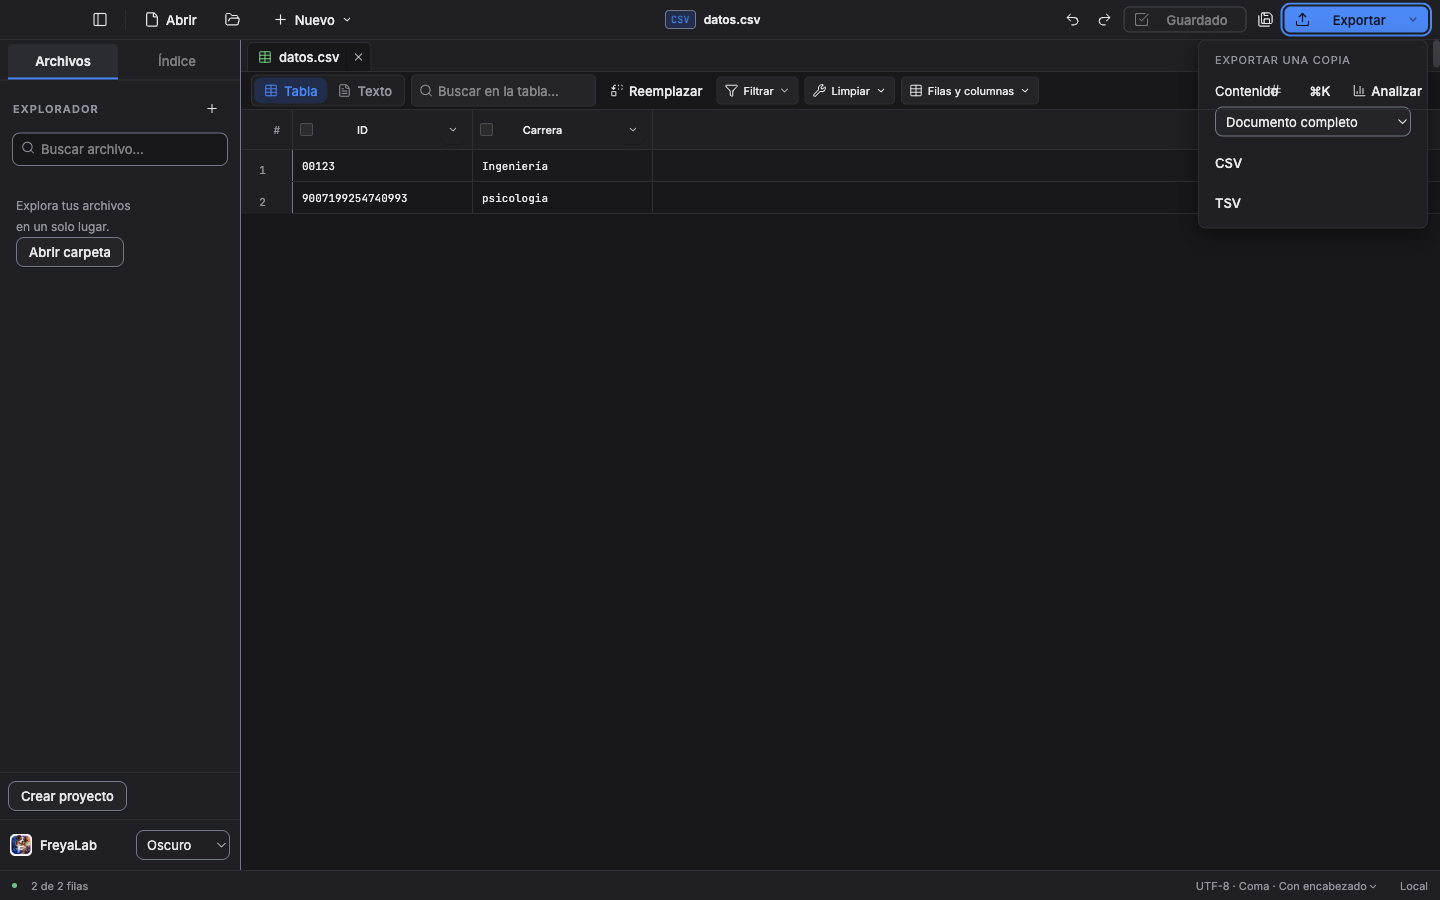 Abrir
Nuevo
CSV datos.csv
Guardado
Exportar
Archivos
Índice
EXPLORADOR
Buscar archivo...
Explora tus archivos
en un solo lugar.
Abrir carpeta
Crear proyecto
FreyaLab
Oscuro
datos.csv
Tabla
Texto
Buscar en la tabla...
Reemplazar
Filtrar
Limpiar
Filas y columnas
# ID Carrera
1 00123 Ingeniería
2 9007199254740993 psicologia
EXPORTAR UNA COPIA
Contenido
# ⌘K Analizar
Documento completo
CSV
TSV
2 de 2 filas
UTF-8 · Coma · Con encabezado
Local